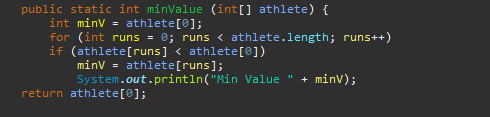 public static int minValue (int[] athlete) {
int minV = athlete[0];
for (int runs = 0; runs < athlete.length; runs++)
if (athlete[runs] < athlete[0])
minV = athlete[runs];
System.out.println("Min Value " + minV);
return athlete[0];